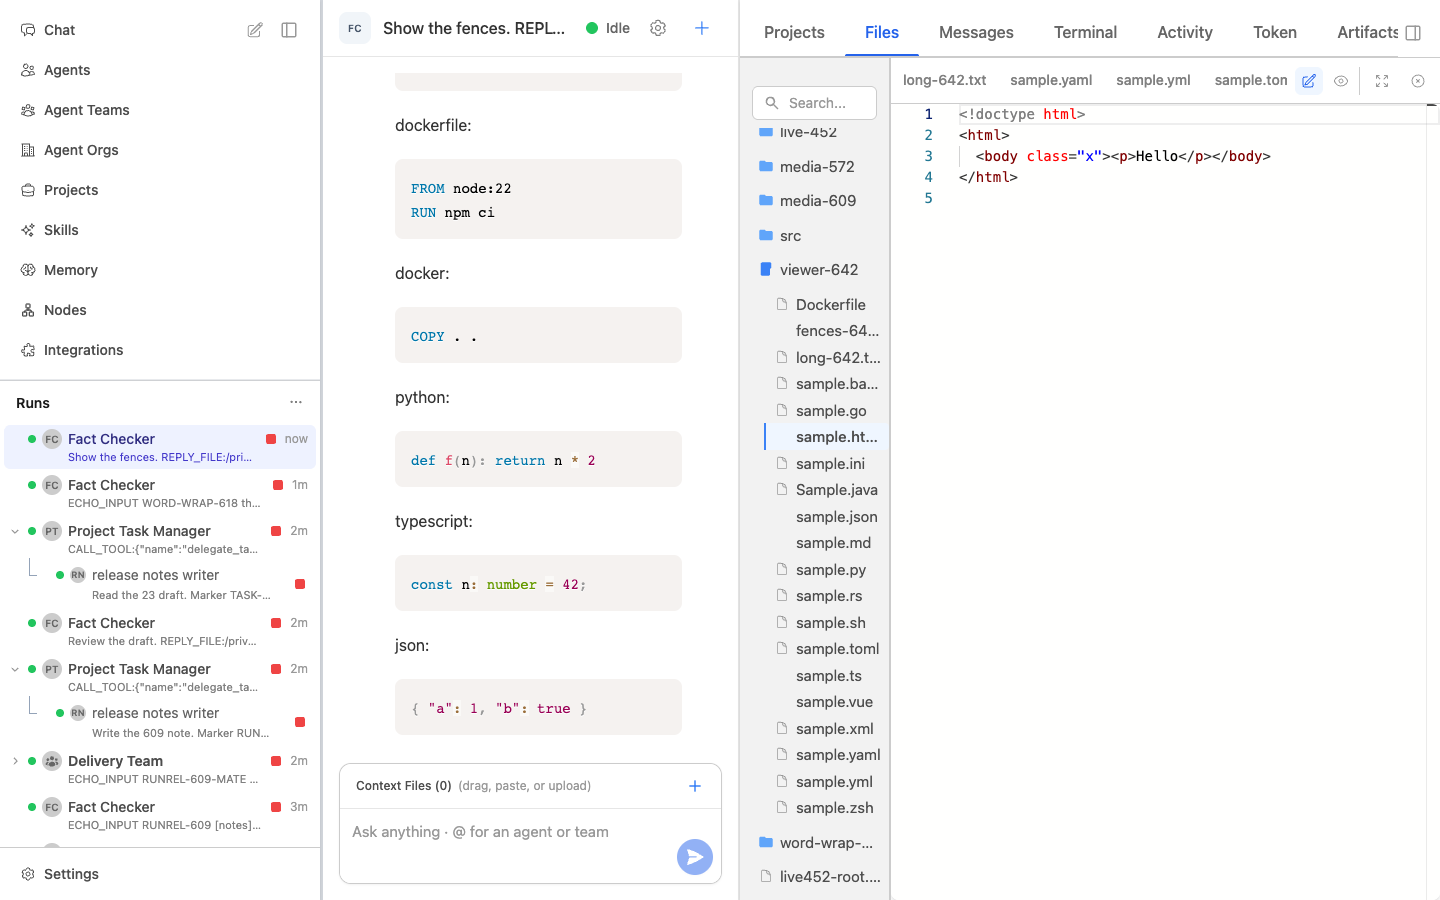 Chat
Agents
Agent Teams
Agent Orgs
Projects
Skills
Memory
Nodes
Integrations
Runs
FC Fact Checker now
Show the fences. REPLY_FILE:/pri...
FC Fact Checker 1m
ECHO_INPUT WORD-WRAP-618 th...
PT Project Task Manager 2m
CALL_TOOL:{"name":"delegate_ta...
RN release notes writer
Read the 23 draft. Marker TASK-...
FC Fact Checker 2m
Review the draft. REPLY_FILE:/priv...
PT Project Task Manager 2m
CALL_TOOL:{"name":"delegate_ta...
RN release notes writer
Write the 609 note. Marker RUN...
Delivery Team 2m
ECHO_INPUT RUNREL-609-MATE ...
FC Fact Checker 3m
ECHO_INPUT RUNREL-609 [notes]...
Settings
FC Show the fences. REPL... Idle
dockerfile:
FROM node:22
RUN npm ci
docker:
COPY . .
python:
def f(n): return n * 2
typescript:
const n: number = 42;
json:
{ "a": 1, "b": true }
Context Files (0) (drag, paste, or upload)
Ask anything · @ for an agent or team
Projects Files Messages Terminal Activity Token Artifacts
Search...
live-452
media-572
media-609
src
viewer-642
Dockerfile
fences-64...
long-642.t...
sample.ba...
sample.go
sample.ht...
sample.ini
Sample.java
sample.json
sample.md
sample.py
sample.rs
sample.sh
sample.toml
sample.ts
sample.vue
sample.xml
sample.yaml
sample.yml
sample.zsh
word-wrap-...
live452-root....
long-642.txt sample.yaml sample.yml sample.ton
1 <!doctype html>
2 <html>
3 <body class="x"><p>Hello</p></body>
4 </html>
5